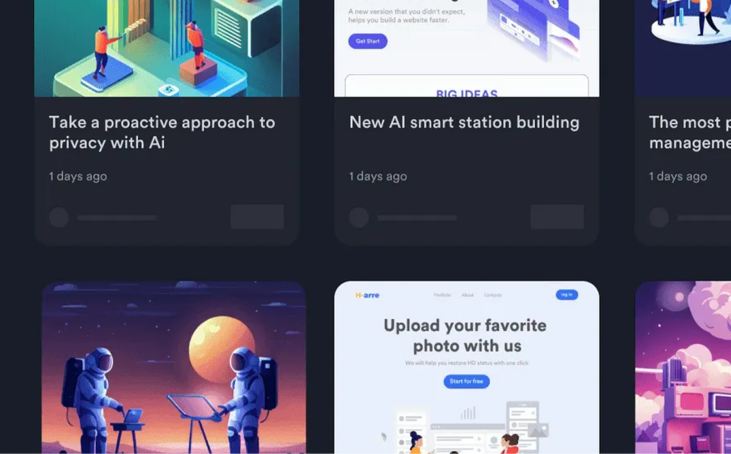 A new version that you didn't expect,
helps you build a website faster.
Get Start
BIG IDEAS
Take a proactive approach to
privacy with Ai
1 days ago
New AI smart station building
1 days ago
The most p
manageme
1 days ago
H-arre
Portfolio About Contact
Log in
Upload your favorite
photo with us
We will help you restore HD status with one click
Start for free